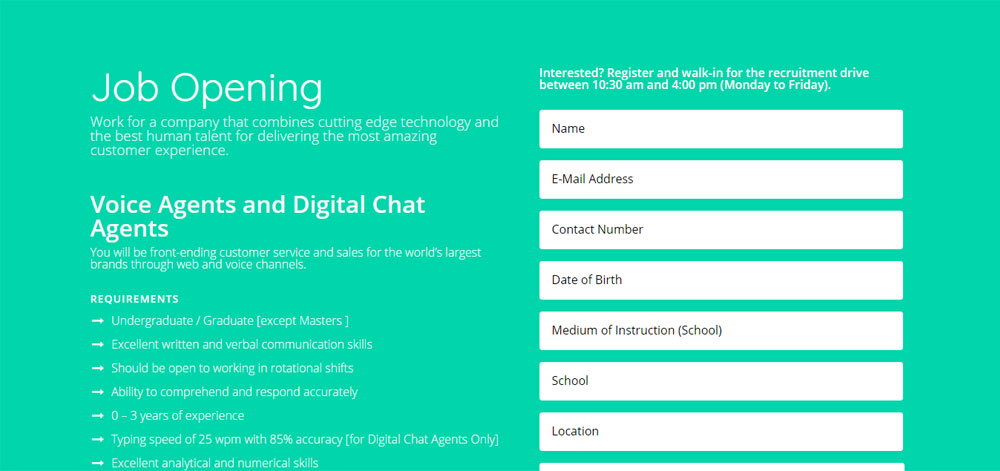 Job Opening
Work for a company that combines cutting edge technology and
the best human talent for delivering the most amazing
customer experience.
Voice Agents and Digital Chat
Agents
You will be front-ending customer service and sales for the world's largest
brands through web and voice channels.
REQUIREMENTS
Undergraduate / Graduate [except Masters ]
Excellent written and verbal communication skills
Should be open to working in rotational shifts
Ability to comprehend and respond accurately
0 – 3 years of experience
Typing speed of 25 wpm with 85% accuracy [for Digital Chat Agents Only]
Excellent analytical and numerical skills
Interested? Register and walk-in for the recruitment drive
between 10:30 am and 4:00 pm (Monday to Friday).
Name
E-Mail Address
Contact Number
Date of Birth
Medium of Instruction (School)
School
Location